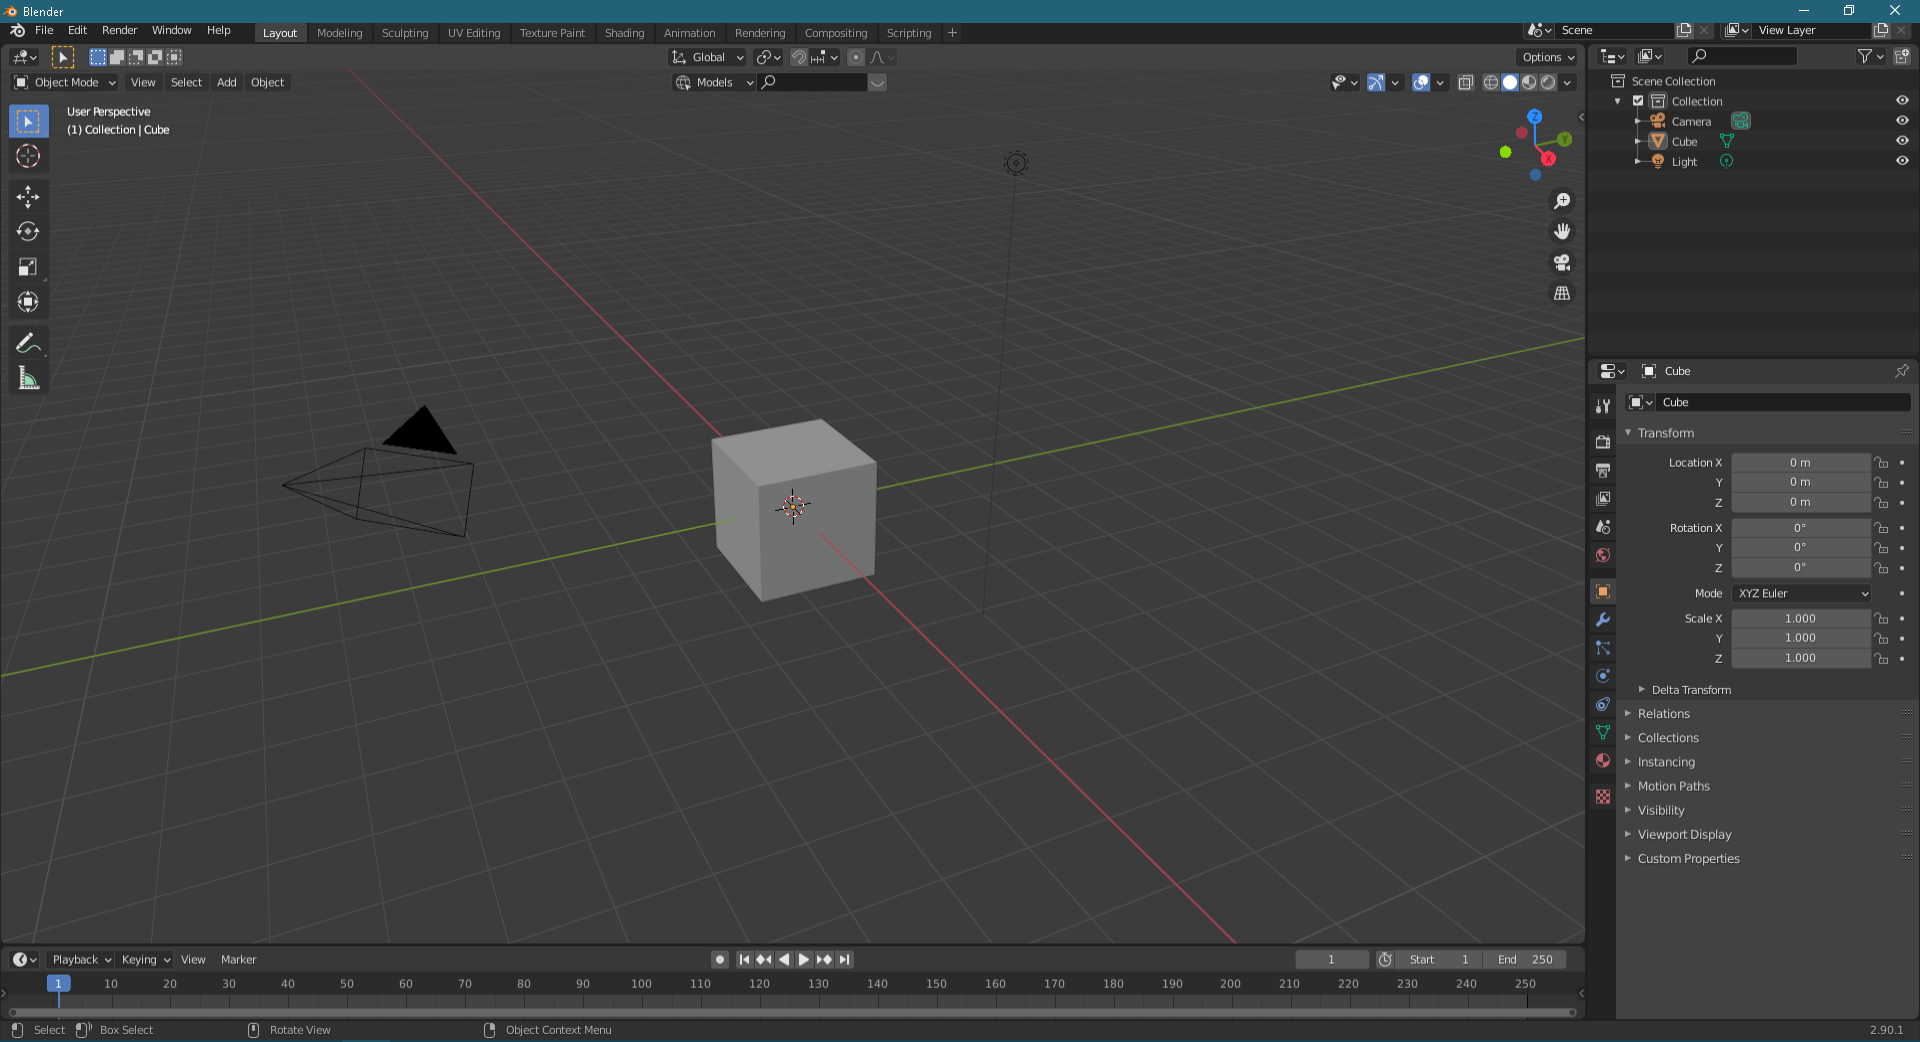 Blender
File Edit Render Window Help Layout Modeling Sculpting UV Editing Texture Paint Shading Animation Rendering Compositing Scripting + Scene View Layer
Global Options
Object Mode View Select Add Object Models
User Perspective
(1) Collection | Cube
Z
Y
X
Scene Collection
Collection
Camera
Cube
Light
Cube
Cube
Transform
Location X 0 m
Y 0 m
Z 0 m
Rotation X 0°
Y 0°
Z 0°
Mode XYZ Euler
Scale X 1.000
Y 1.000
Z 1.000
Delta Transform
Relations
Collections
Instancing
Motion Paths
Visibility
Viewport Display
Custom Properties
Playback Keying View Marker 1 Start 1 End 250
1 10 20 30 40 50 60 70 80 90 100 110 120 130 140 150 160 170 180 190 200 210 220 230 240 250
Select Box Select Rotate View Object Context Menu 2.90.1